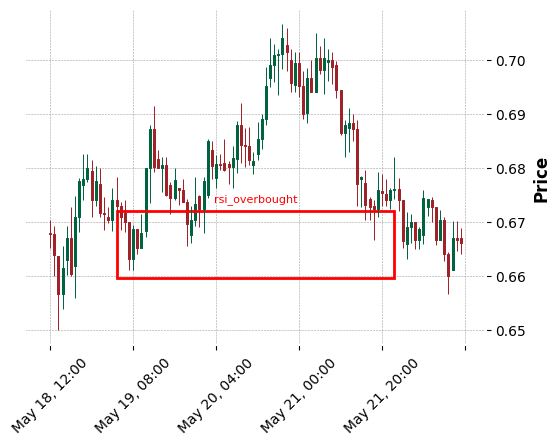 0.70
0.69
0.68
rsi_overbought
0.67
0.66
0.65
Price
May 18, 12:00
May 19, 08:00
May 20, 04:00
May 21, 00:00
May 21, 20:00